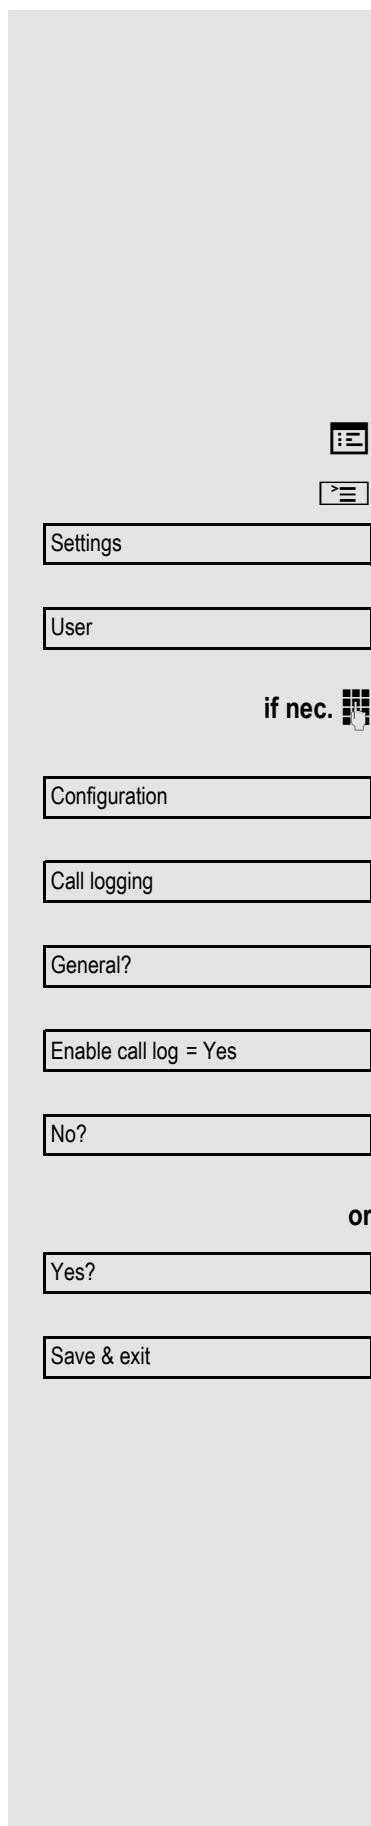 Settings
User
if nec.
Configuration
Call logging
General?
Enable call log = Yes
No?
or
Yes?
Save & exit